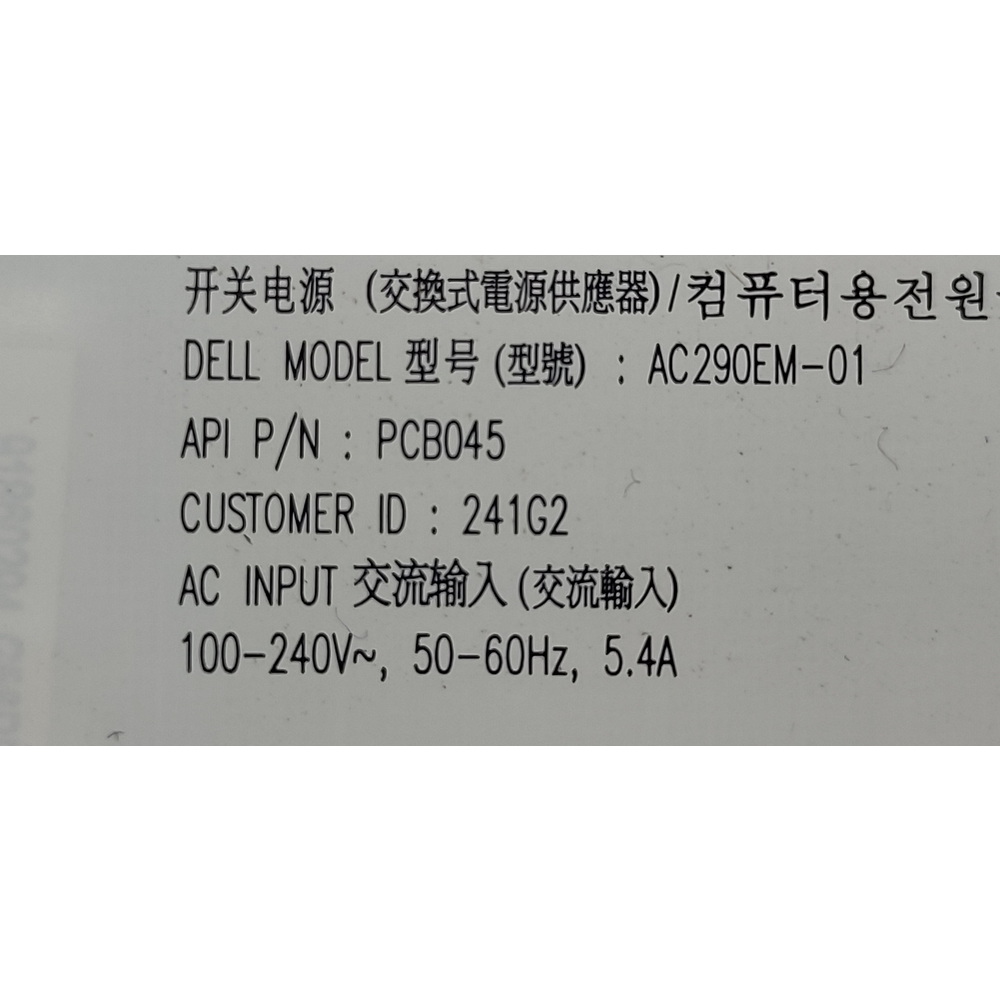 开关电源 (交換式電源供應器)/컴퓨터용전원
DELL MODEL 型号 (型號) : AC290EM-01
API P/N : PCB045
CUSTOMER ID : 241G2
AC INPUT 交流输入 (交流輸入)
100-240V~, 50-60Hz, 5.4A